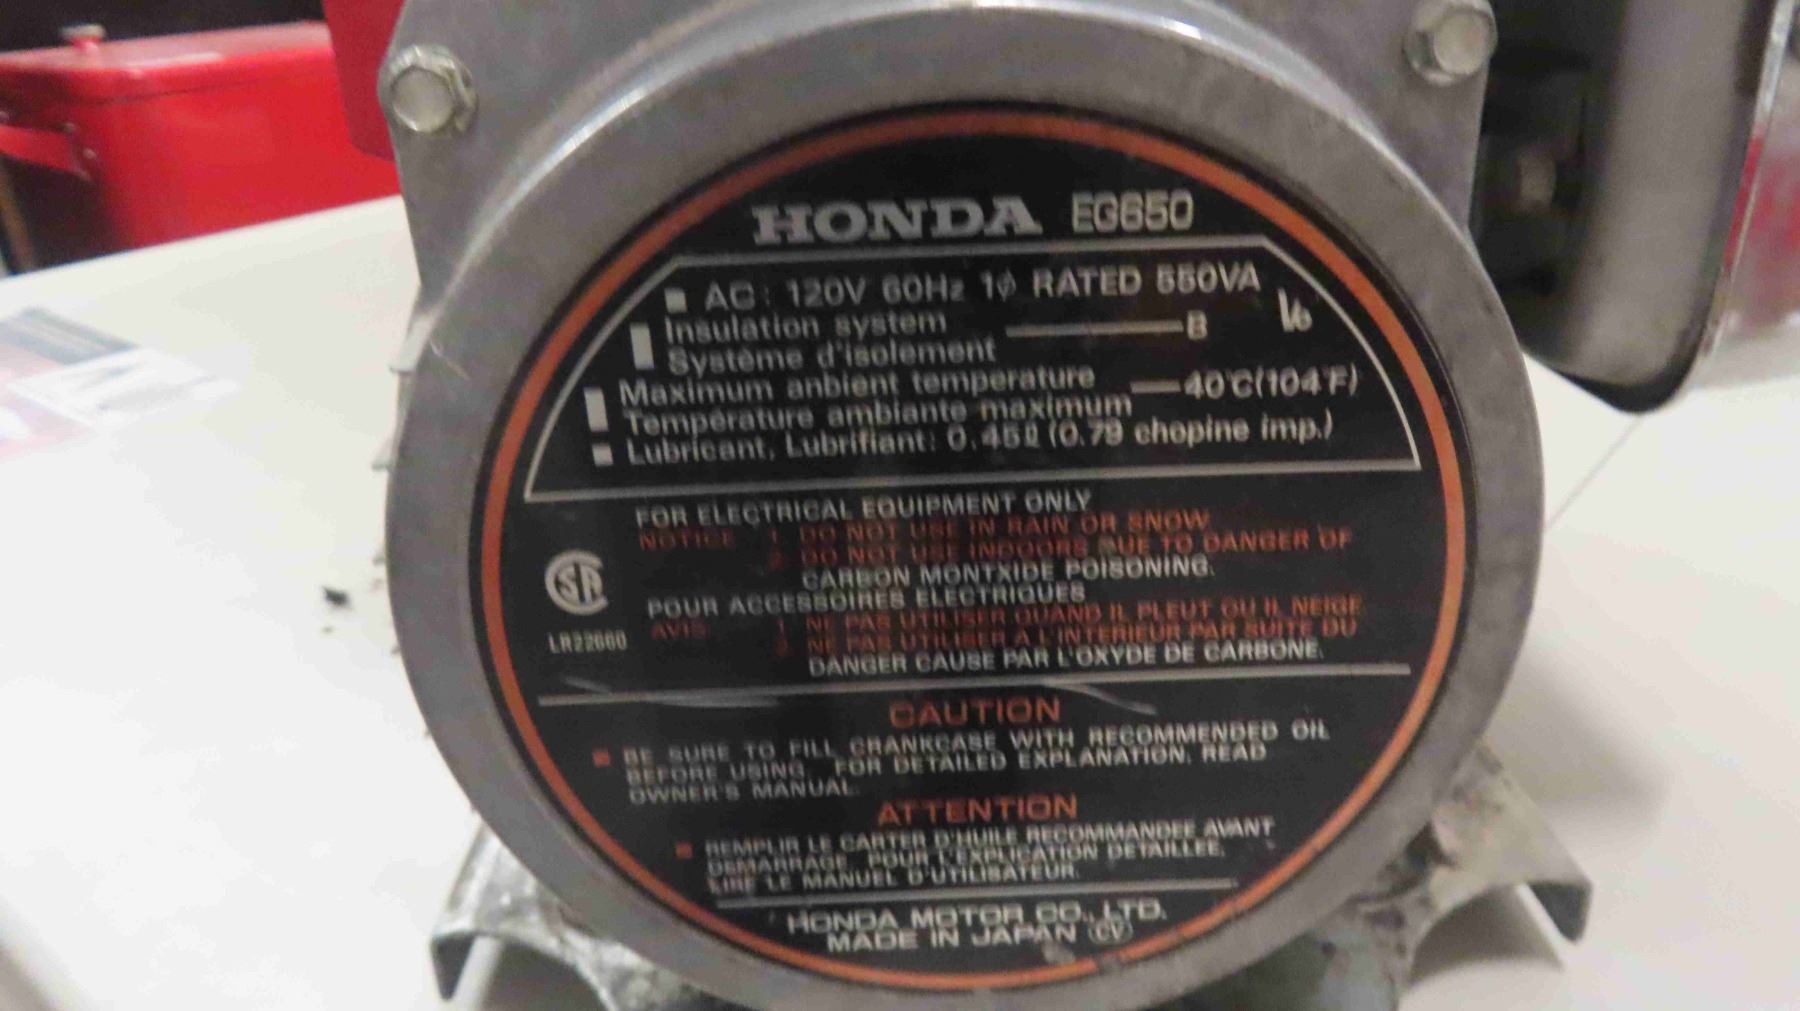 HONDA EG650
AC: 120V 60Hz 1ø RATED 550VA
Insulation system B
Système d'isolement
Maximum anbient temperature 40°C(104°F)
Température ambiante maximum
Lubricant, Lubrifiant: 0.45ℓ (0.79 chopine imp.)
FOR ELECTRICAL EQUIPMENT ONLY
NOTICE 1 DO NOT USE IN RAIN OR SNOW
2 DO NOT USE INDOORS DUE TO DANGER OF
CARBON MONTXIDE POISONING.
POUR ACCESSOIRES ELECTRIQUES
AVIS 1 NE PAS UTILISER QUAND IL PLEUT OU IL NEIGE
2 NE PAS UTILISER A L'INTERIEUR PAR SUITE DU
DANGER CAUSE PAR L'OXYDE DE CARBONE.
LR22660
CAUTION
BE SURE TO FILL CRANKCASE WITH RECOMMENDED OIL
BEFORE USING. FOR DETAILED EXPLANATION, READ
OWNER'S MANUAL.
ATTENTION
REMPLIR LE CARTER D'HUILE RECOMMANDEE AVANT
DEMARRAGE. POUR L'EXPLICATION DETAILLEE,
LIRE LE MANUEL D'UTILISATEUR.
HONDA MOTOR CO., LTD.
MADE IN JAPAN CV